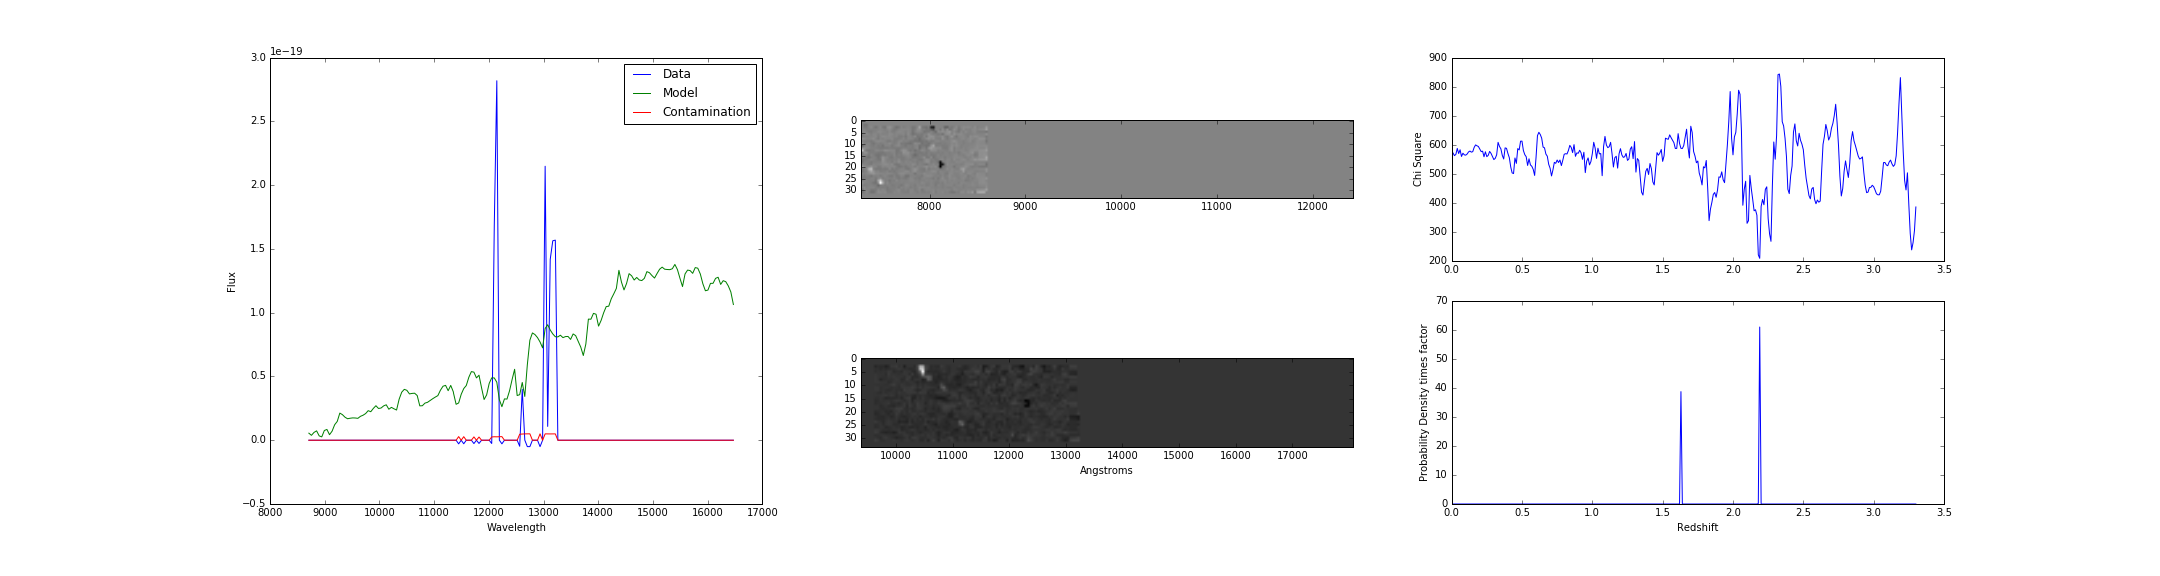 1e−19
3.0
2.5
2.0
1.5
1.0
0.5
0.0
−0.5
8000 9000 10000 11000 12000 13000 14000 15000 16000 17000
Wavelength
Flux
Data
Model
Contamination
0
5
10
15
20
25
30
8000 9000 10000 11000 12000
0
5
10
15
20
25
30
10000 11000 12000 13000 14000 15000 16000 17000
Angstroms
900
800
700
600
500
400
300
200
0.0 0.5 1.0 1.5 2.0 2.5 3.0 3.5
Chi Square
70
60
50
40
30
20
10
0
0.0 0.5 1.0 1.5 2.0 2.5 3.0 3.5
Redshift
Probability Density times factor